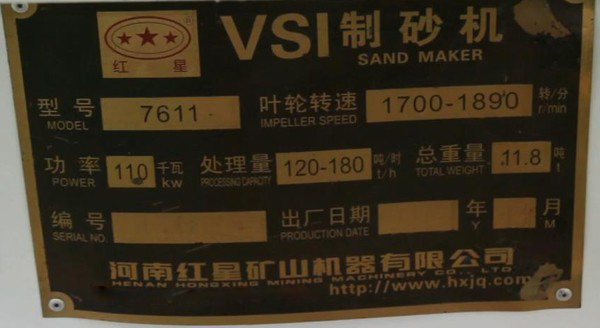 红 星
VSI 制砂机
SAND MAKER
型号 7611 叶轮转速 1700-1890 转/分
MODEL IMPELLER SPEED r/min
功率 110 千瓦 处理量 120-180 吨/时 总重量 11.8 吨
POWER kw PROCESSING CAPACITY t/h TOTAL WEIGHT t
编号 出厂日期 年 月
SERIAL NO. PRODUCTION DATE Y M
河南红星矿山机器有限公司
HENAN HONGXING MINING MACHINERY CO., LTD
http://www.hxjq.com